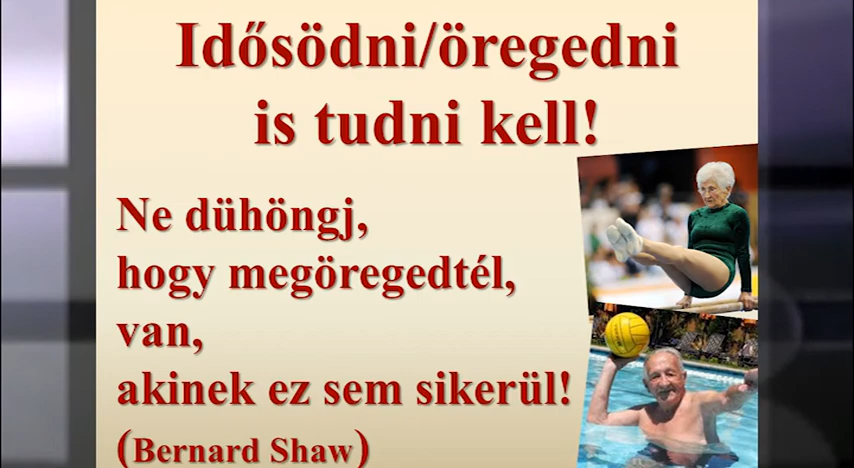 Idősödni/öregedni
is tudni kell!
Ne dühöngj,
hogy megöregedtél,
van,
akinek ez sem sikerül!
(Bernard Shaw)